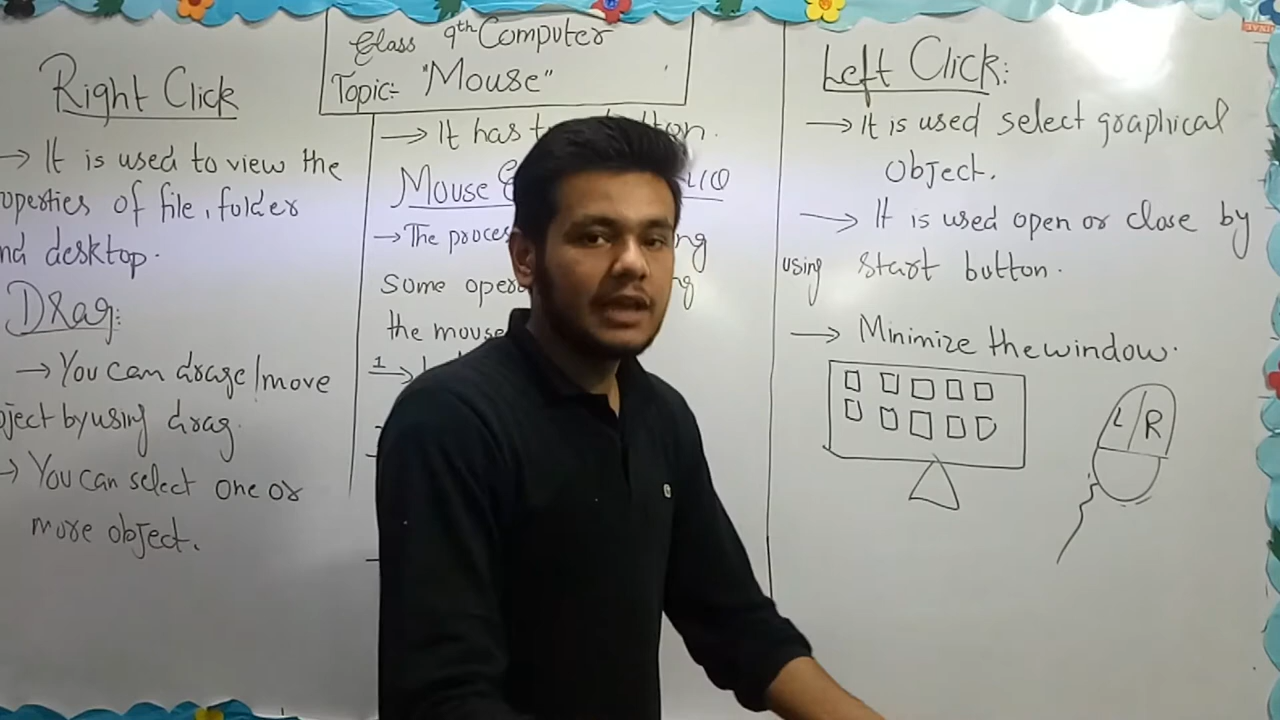 Class 9th Computer
Topic:- "Mouse"
Right Click
→ It is used to view the
operties of file, folder
nd desktop.
Drag:
→ You can drage/move
ject by using drag.
→ You can select one or
more object.
→ It has
Mouse
→ The proces
some oper
the mouse
1→
Left Click:
→ It is used select graphical
Object.
→ It is used open or close by
using start button.
→ Minimize the window.
L/R